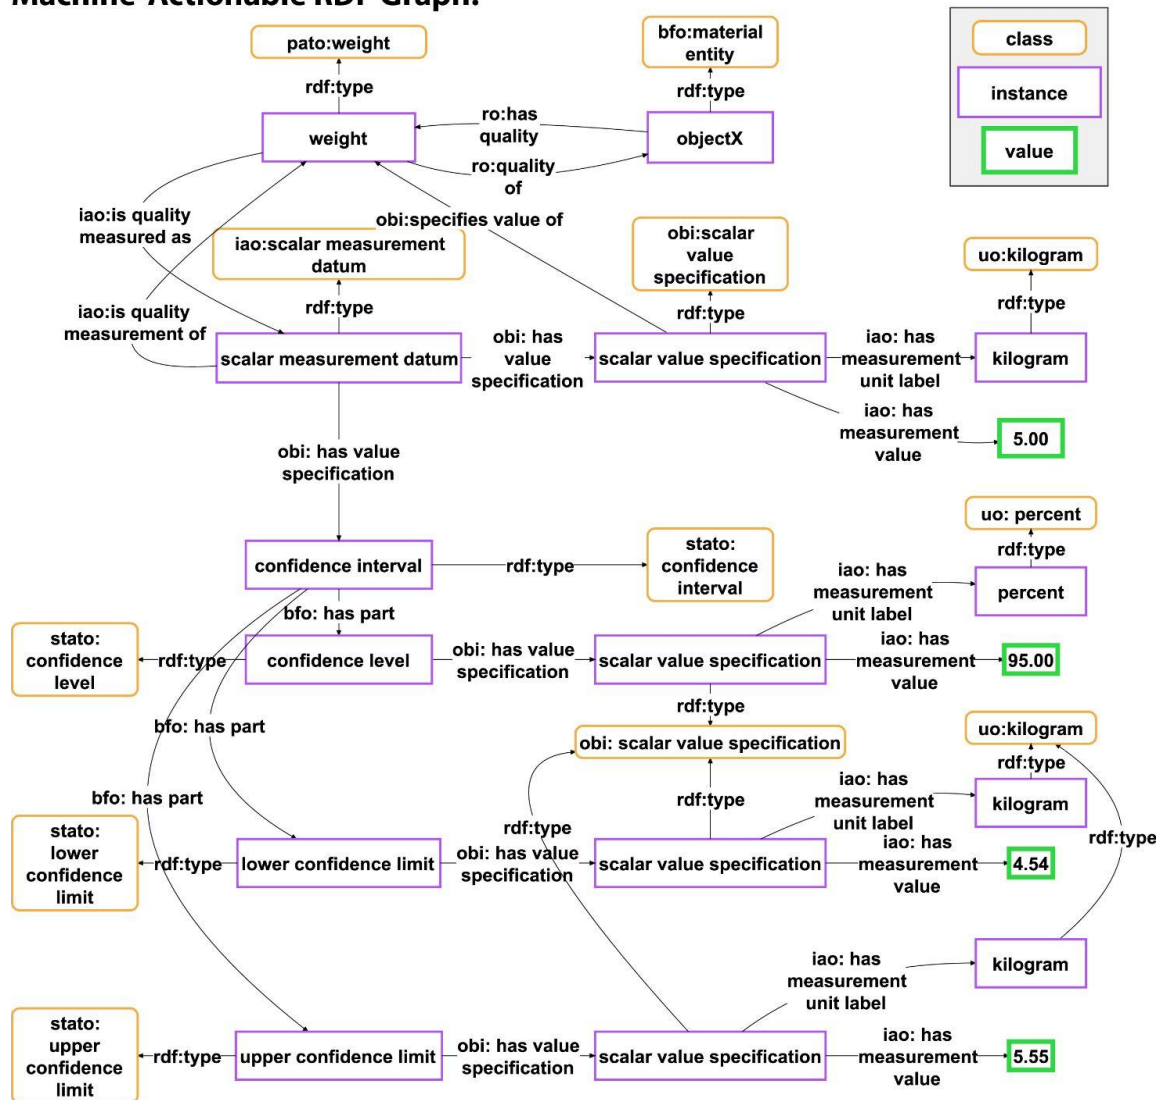 Machine-Actionable RDF Graph:
class
instance
value
pato:weight
bfo:material
entity
rdf:type
rdf:type
weight
ro:has
quality
objectX
ro:quality
of
iao:is quality
measured as
obi:specifies value of
iao:scalar measurement
datum
obi:scalar
value
specification
uo:kilogram
rdf:type
rdf:type
rdf:type
iao:is quality
measurement of
scalar measurement datum
obi: has
value
specification
scalar value specification
iao: has
measurement
unit label
kilogram
iao: has
measurement
value
5.00
obi: has value
specification
uo: percent
rdf:type
confidence interval
rdf:type
stato:
confidence
interval
iao: has
measurement
unit label
percent
bfo: has part
stato:
confidence
level
rdf:type
confidence level
obi: has value
specification
scalar value specification
iao: has
measurement
value
95.00
rdf:type
bfo: has part
obi: scalar value specification
uo:kilogram
rdf:type
bfo: has part
rdf:type
iao: has
measurement
unit label
kilogram
rdf:type
rdf:type
stato:
lower
confidence
limit
rdf:type
lower confidence limit
obi: has value
specification
scalar value specification
iao: has
measurement
value
4.54
iao: has
measurement
unit label
kilogram
stato:
upper
confidence
limit
rdf:type
upper confidence limit
obi: has value
specification
scalar value specification
iao: has
measurement
value
5.55